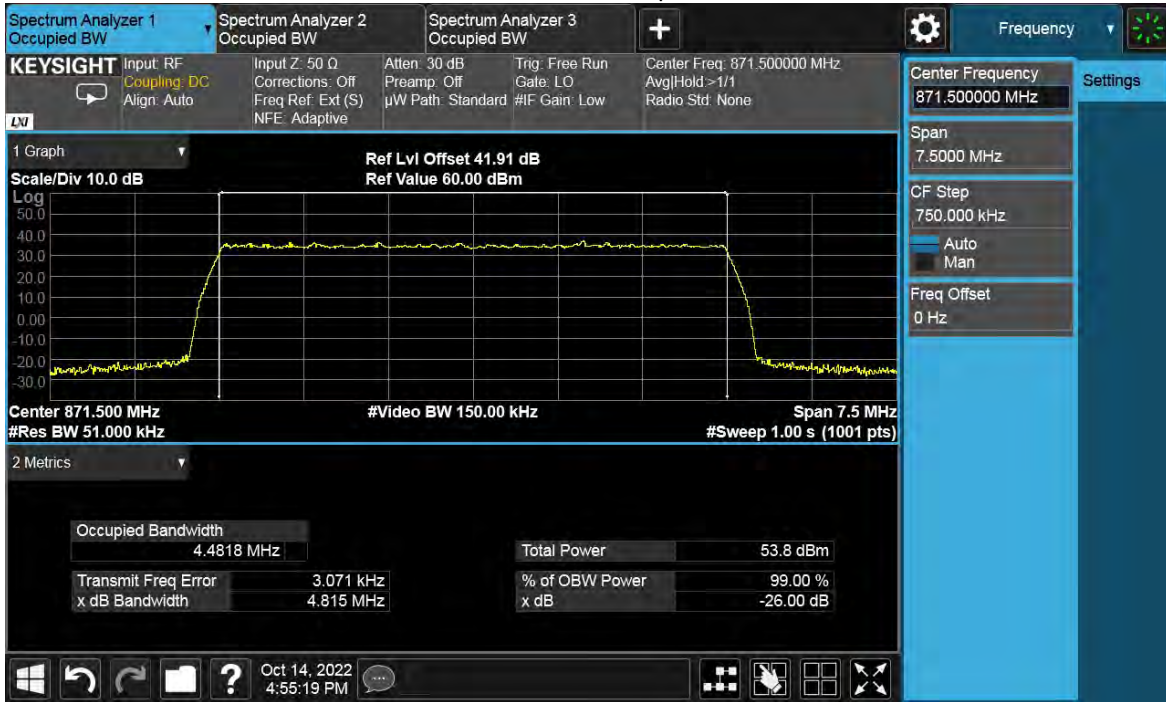 Spectrum Analyzer 1
Occupied BW
Spectrum Analyzer 2
Occupied BW
Spectrum Analyzer 3
Occupied BW
+
Frequency
KEYSIGHT
LXI
Input: RF
Coupling: DC
Align: Auto
Input Z: 50 Ω
Corrections: Off
Freq Ref: Ext (S)
NFE: Adaptive
Atten: 30 dB
Preamp: Off
µW Path: Standard
Trig: Free Run
Gate: LO
#IF Gain: Low
Center Freq: 871.500000 MHz
Avg|Hold:>1/1
Radio Std: None
Center Frequency
871.500000 MHz
Settings
Span
7.5000 MHz
CF Step
750.000 kHz
Auto
Man
Freq Offset
0 Hz
1 Graph
Scale/Div 10.0 dB
Ref Lvl Offset 41.91 dB
Ref Value 60.00 dBm
Log
50.0
40.0
30.0
20.0
10.0
0.00
-10.0
-20.0
-30.0
Center 871.500 MHz
#Video BW 150.00 kHz
Span 7.5 MHz
#Res BW 51.000 kHz
#Sweep 1.00 s (1001 pts)
2 Metrics
Occupied Bandwidth
4.4818 MHz
Total Power 53.8 dBm
Transmit Freq Error 3.071 kHz
% of OBW Power 99.00 %
x dB Bandwidth 4.815 MHz
x dB -26.00 dB
?
Oct 14, 2022
4:55:19 PM